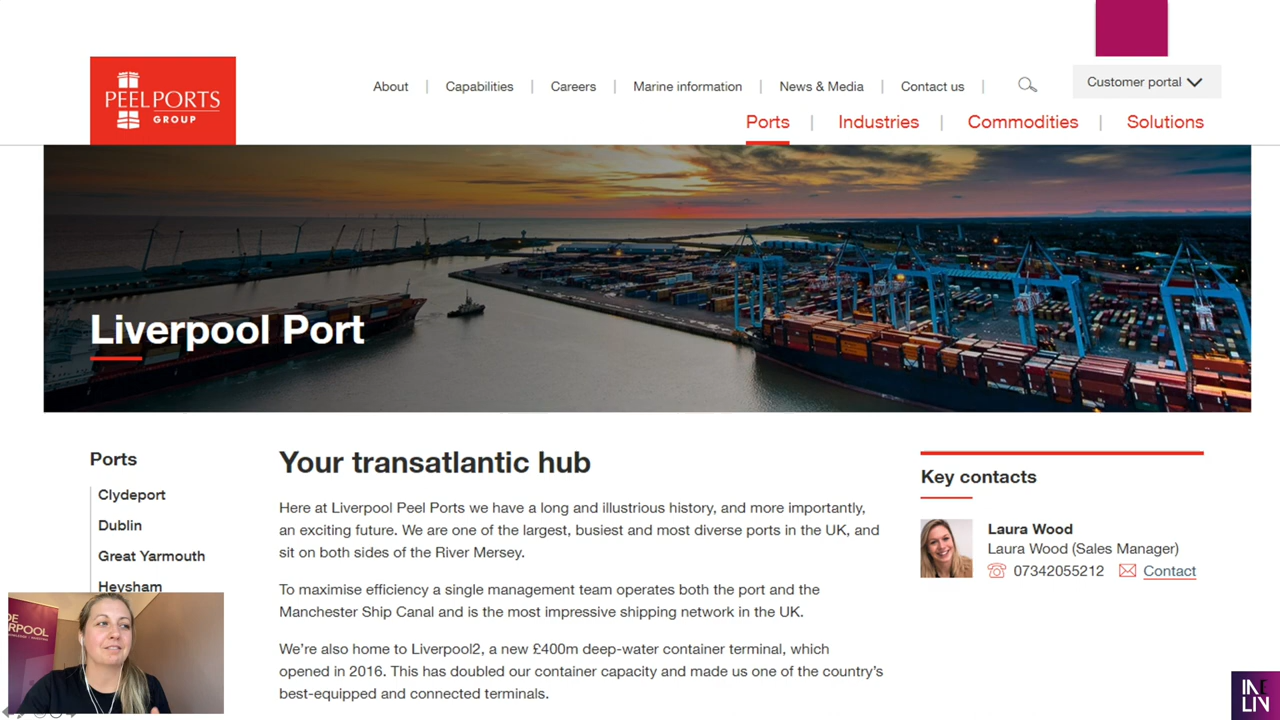 PEEL PORTS
GROUP
About
Capabilities
Careers
Marine information
News & Media
Contact us
Customer portal
Ports
Industries
Commodities
Solutions
Liverpool Port
Ports
Clydeport
Dublin
Great Yarmouth
Heysham
Your transatlantic hub
Here at Liverpool Peel Ports we have a long and illustrious history, and more importantly,
an exciting future. We are one of the largest, busiest and most diverse ports in the UK, and
sit on both sides of the River Mersey.
To maximise efficiency a single management team operates both the port and the
Manchester Ship Canal and is the most impressive shipping network in the UK.
We're also home to Liverpool2, a new £400m deep-water container terminal, which
opened in 2016. This has doubled our container capacity and made us one of the country's
best-equipped and connected terminals.
Key contacts
Laura Wood
Laura Wood (Sales Manager)
07342055212
Contact